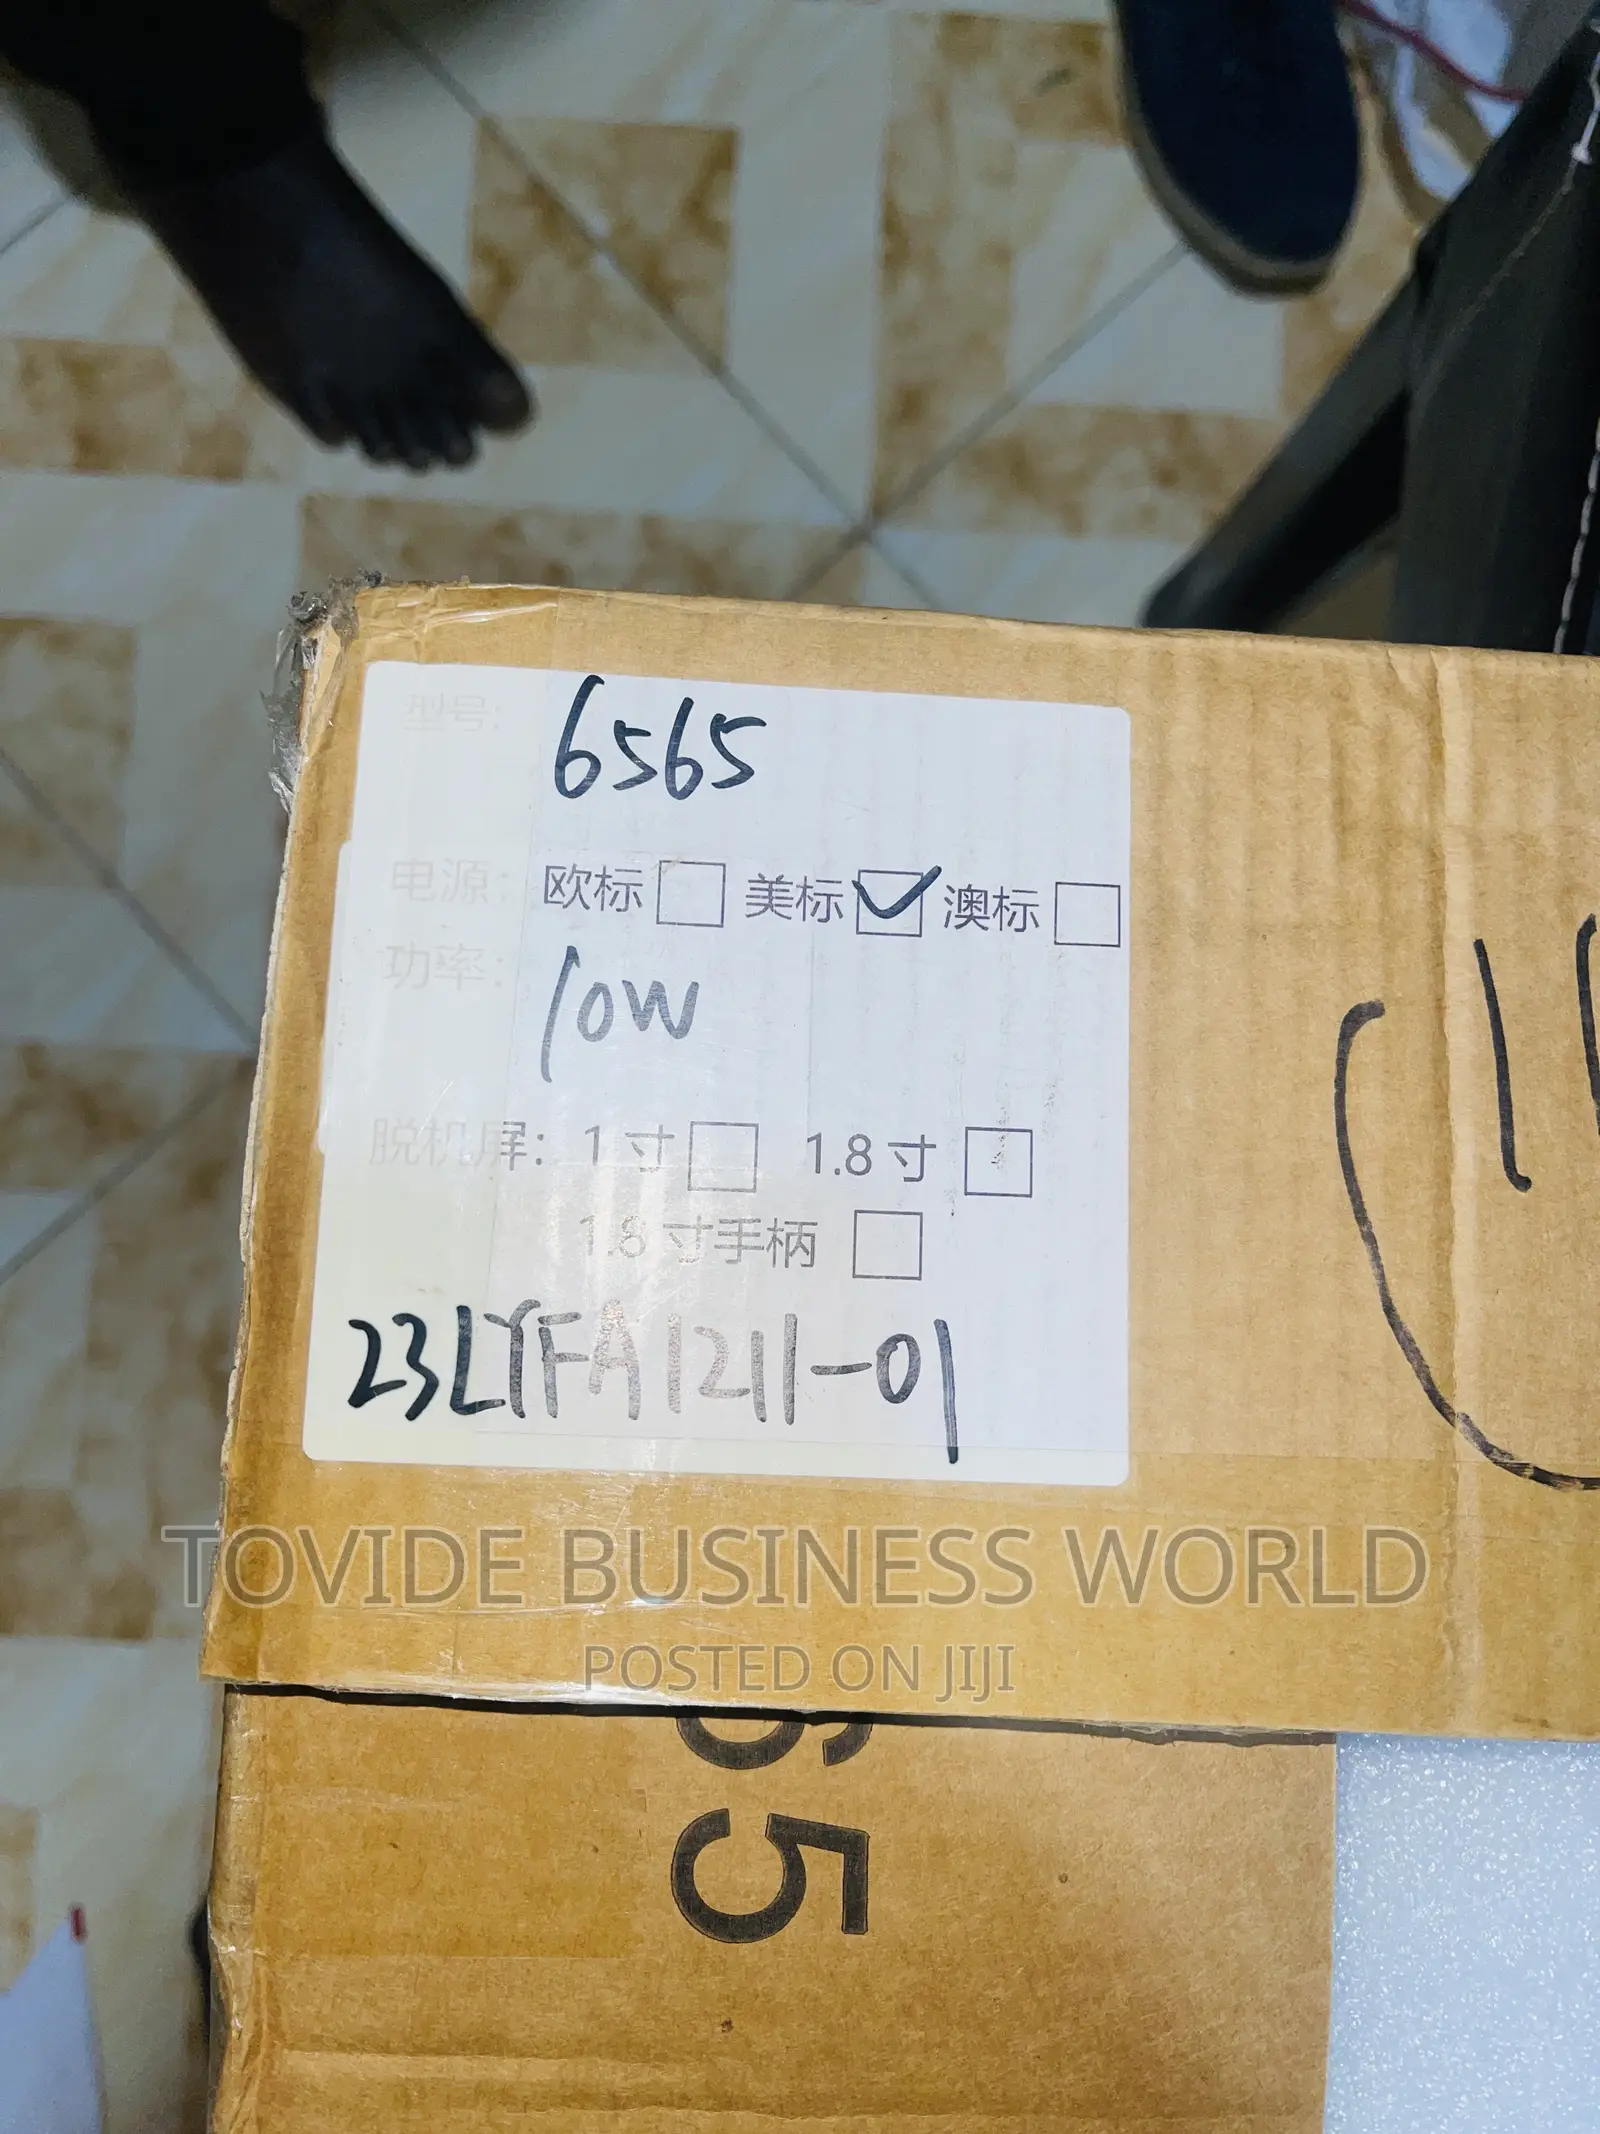 型号: 6565
电源: 欧标 美标 澳标
功率: 10W
脱机屏: 1寸 1.8寸
1.8寸手柄
23LYFA1211-01
TOVIDE BUSINESS WORLD
POSTED ON JIJI
65